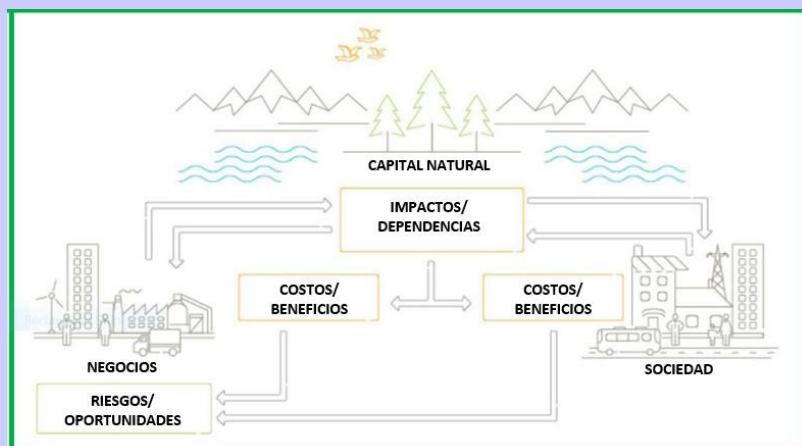 CAPITAL NATURAL
IMPACTOS/
DEPENDENCIAS
COSTOS/
BENEFICIOS
COSTOS/
BENEFICIOS
NEGOCIOS
SOCIEDAD
RIESGOS/
OPORTUNIDADES